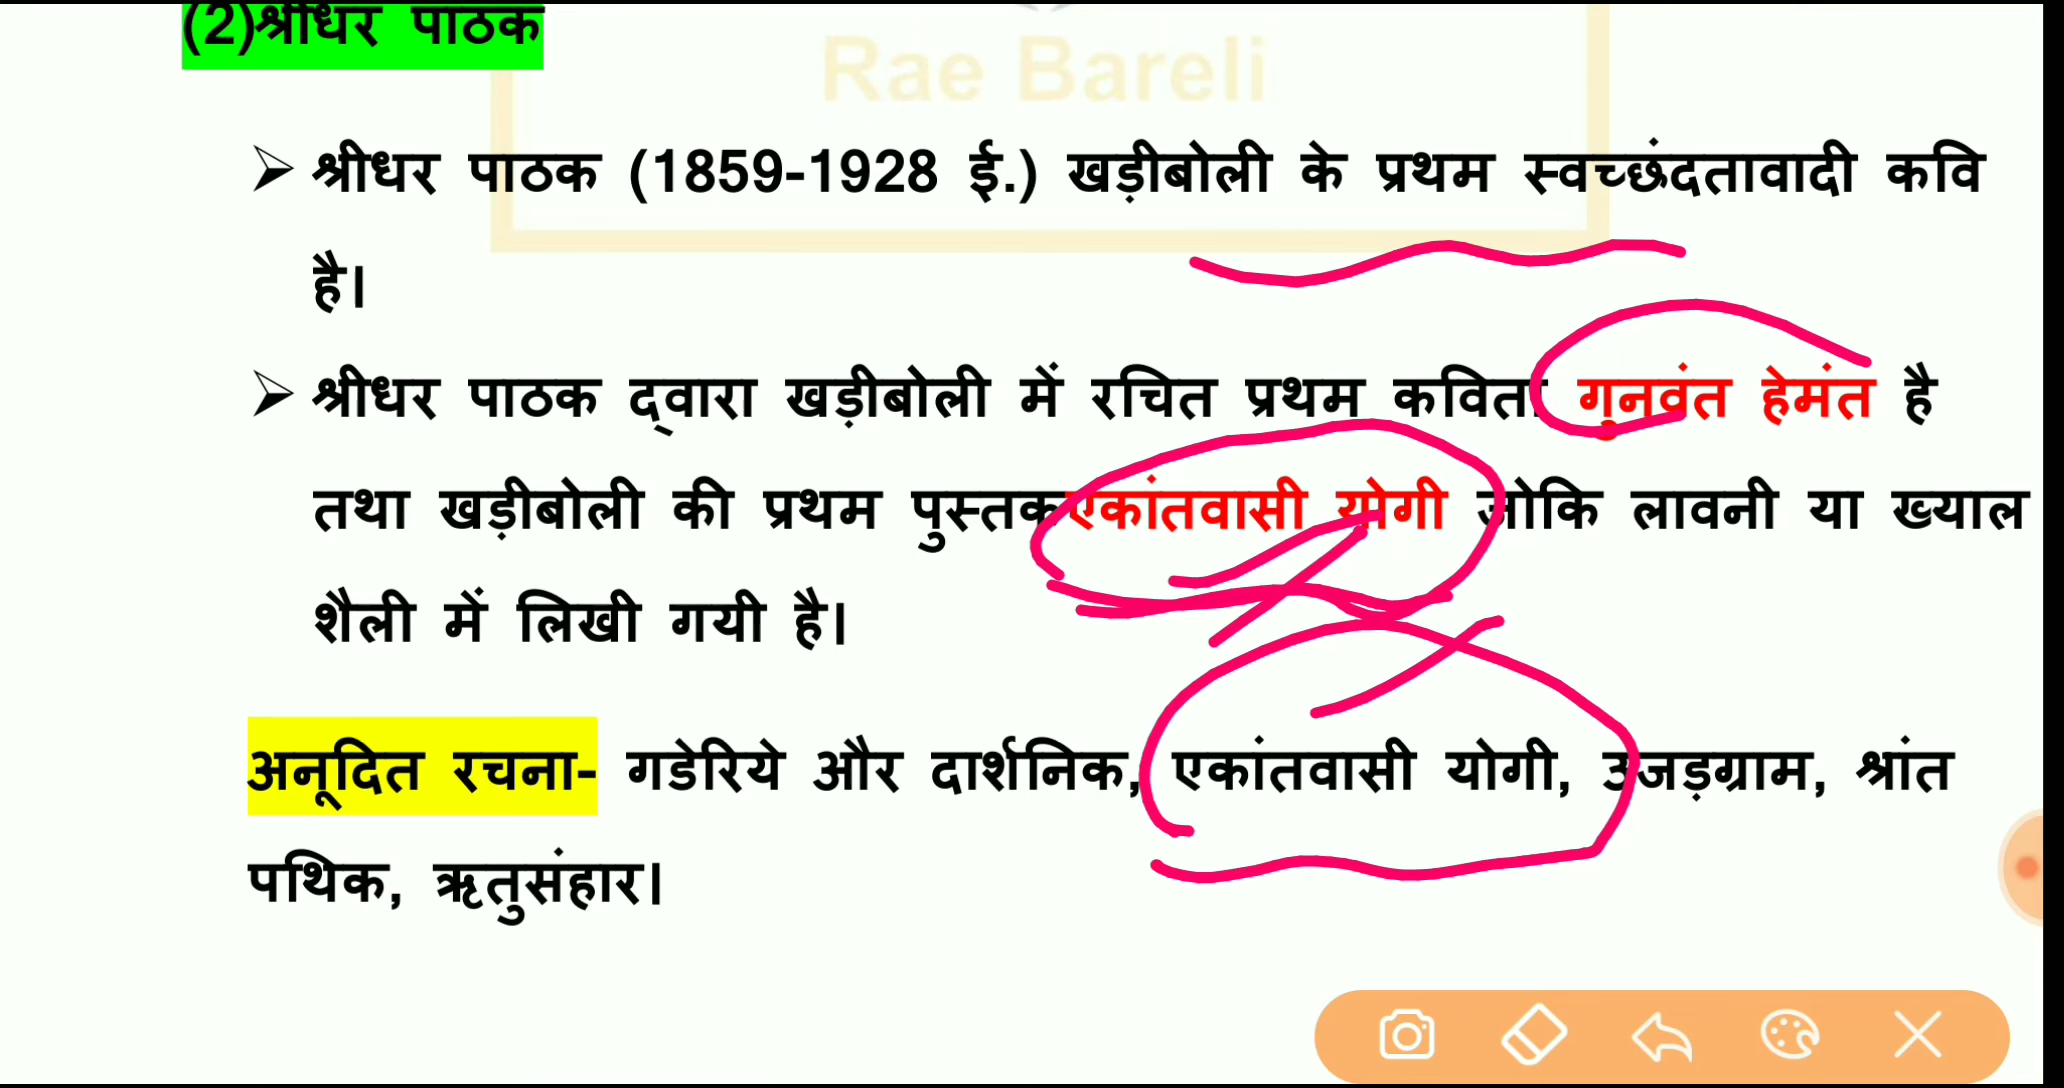 (2)श्रीधर पाठक
Rae Bareli
श्रीधर पाठक (1859-1928 ई.) खड़ीबोली के प्रथम स्वच्छंदतावादी कवि
है।
श्रीधर पाठक द्वारा खड़ीबोली में रचित प्रथम कविता गुनवंत हेमंत है
तथा खड़ीबोली की प्रथम पुस्तक एकांतवासी योगी जोकि लावनी या ख्याल
शैली में लिखी गयी है।
अनूदित रचना- गडेरिये और दार्शनिक, एकांतवासी योगी, उजड़ग्राम, श्रांत
पथिक, ऋतुसंहार।